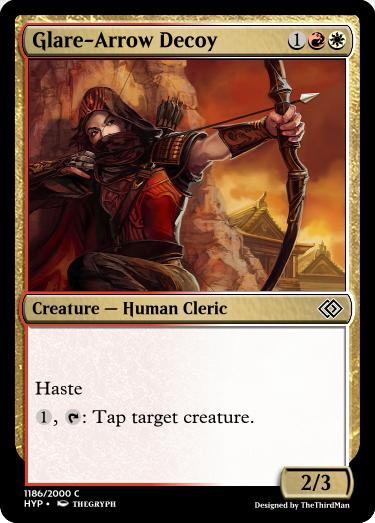 Glare-Arrow Decoy 1
Creature — Human Cleric
Haste
1, : Tap target creature.
2/3
1186/2000 C
HYP • THEGRYPH
Designed by TheThirdMan